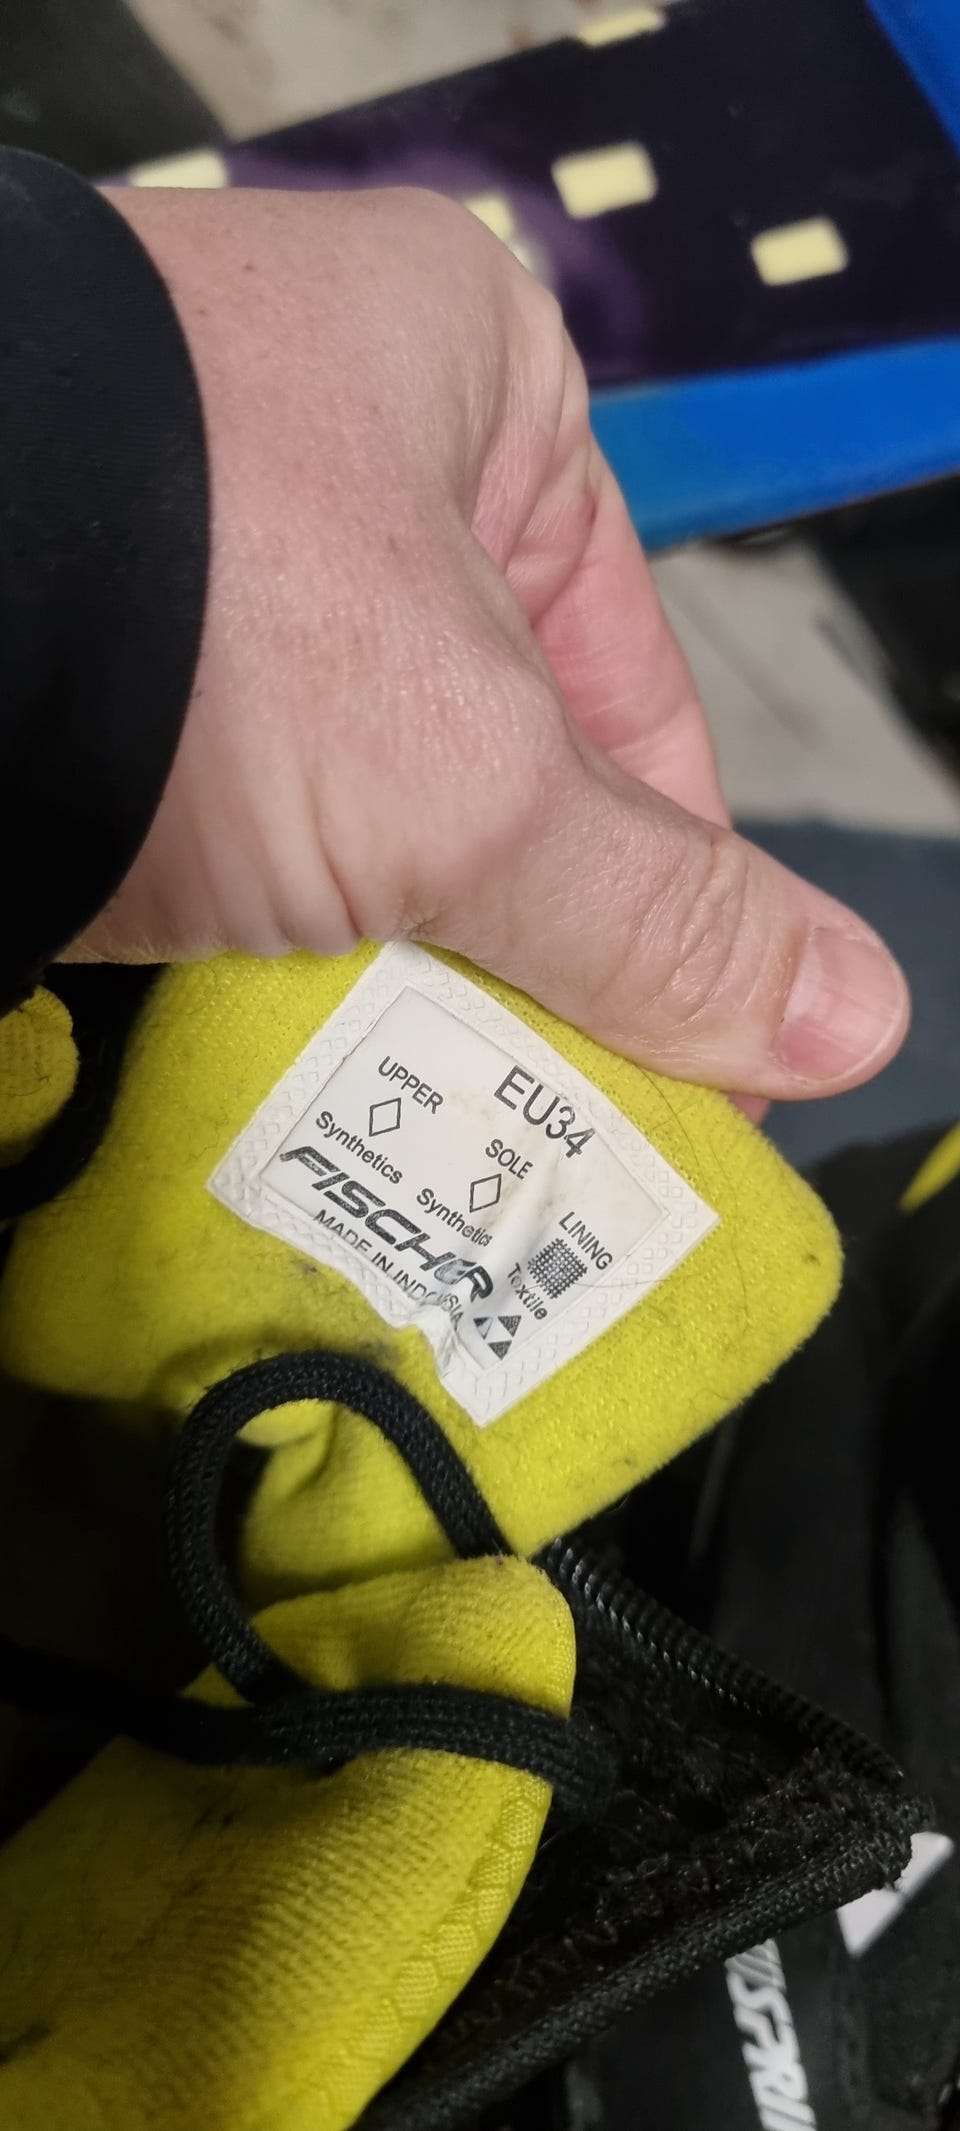 EU34
UPPER
Synthetics
SOLE
Synthetics
LINING
Textile
FISCHER
MADE IN INDONESIA